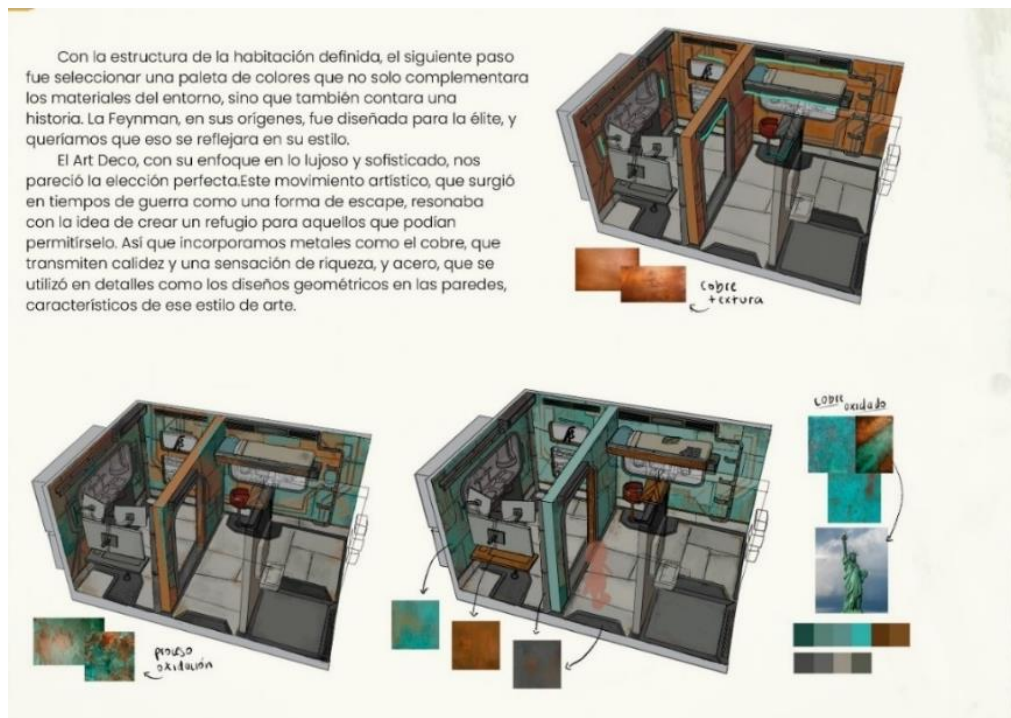 Con la estructura de la habitación definida, el siguiente paso
fue seleccionar una paleta de colores que no solo complementara
los materiales del entorno, sino que también contara una
historia. La Feynman, en sus orígenes, fue diseñada para la élite, y
queríamos que eso se reflejara en su estilo.
El Art Deco, con su enfoque en lo lujoso y sofisticado, nos
pareció la elección perfecta.Este movimiento artístico, que surgió
en tiempos de guerra como una forma de escape, resonaba
con la idea de crear un refugio para aquellos que podían
permitírselo. Así que incorporamos metales como el cobre, que
transmiten calidez y una sensación de riqueza, y acero, que se
utilizó en detalles como los diseños geométricos en las paredes,
característicos de ese estilo de arte.
cobre
textura
cobre
oxidado
proceso
oxidación